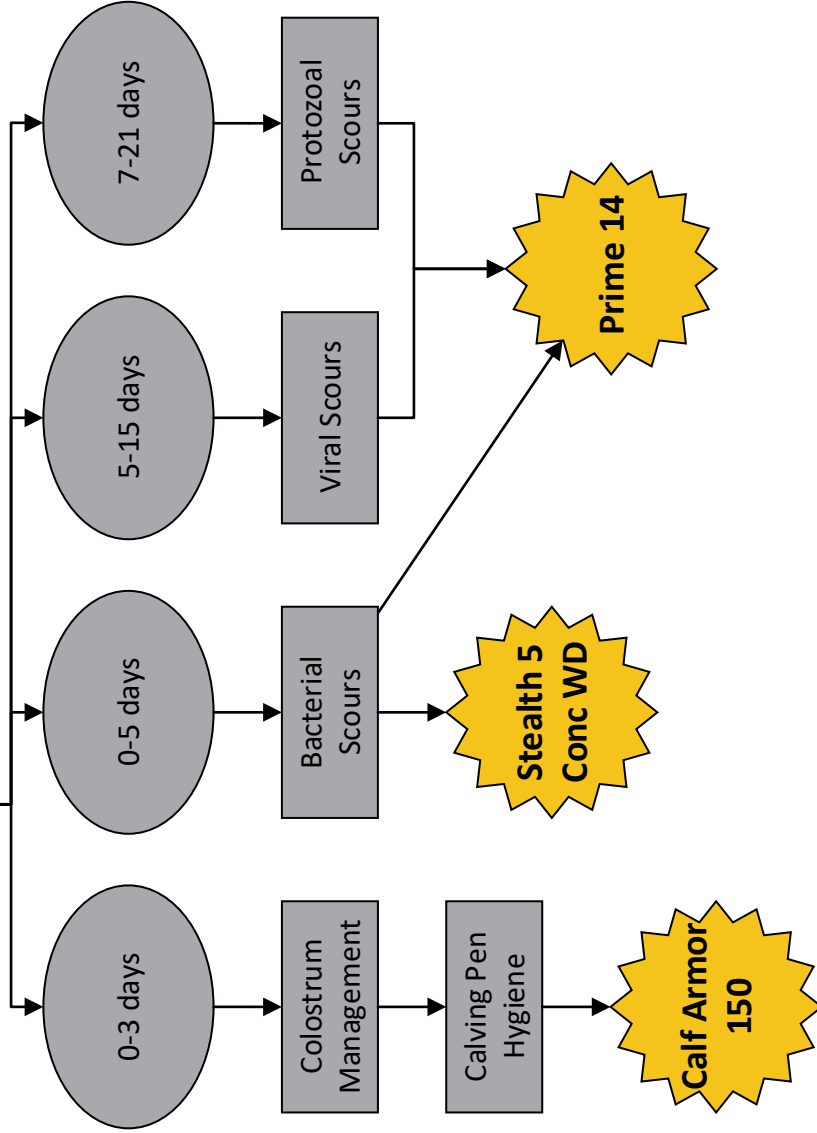 0-3 days
0-5 days
5-15 days
7-21 days
Colostrum
Management
Bacterial
Scours
Viral Scours
Protozoal
Scours
Calving Pen
Hygiene
Calf Armor
150
Stealth 5
Conc WD
Prime 14